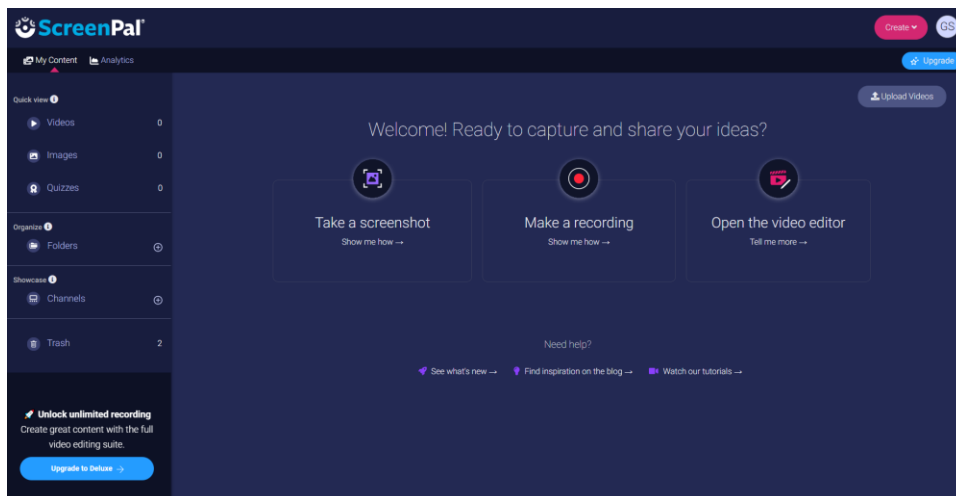 ScreenPal®
Create
GS
My Content
Analytics
Upgrade
Quick view
Videos 0
Images 0
Quizzes 0
Organize
Folders
Showcase
Channels
Trash 2
🚀 Unlock unlimited recording
Create great content with the full
video editing suite.
Upgrade to Deluxe →
Upload Videos
Welcome! Ready to capture and share your ideas?
Take a screenshot
Show me how →
Make a recording
Show me how →
Open the video editor
Tell me more →
Need help?
See what's new → Find inspiration on the blog → Watch our tutorials →